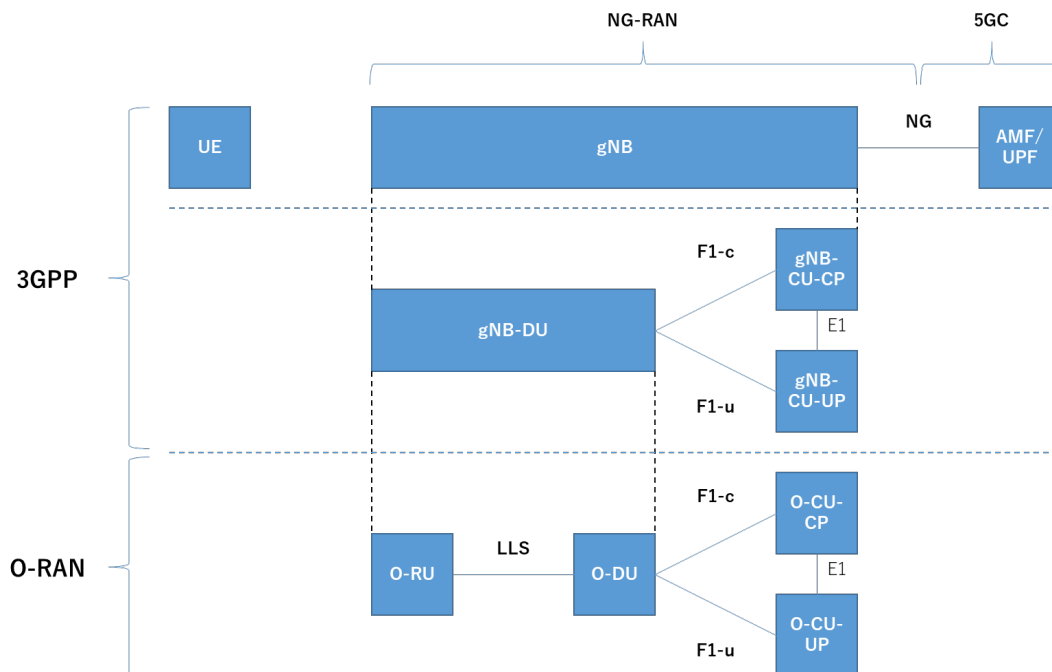 NG-RAN
5GC
UE
gNB
NG
AMF/
UPF
3GPP
F1-c
gNB-
CU-CP
gNB-DU
E1
F1-u
gNB-
CU-UP
O-RAN
F1-c
O-CU-
CP
O-RU
LLS
O-DU
E1
F1-u
O-CU-
UP